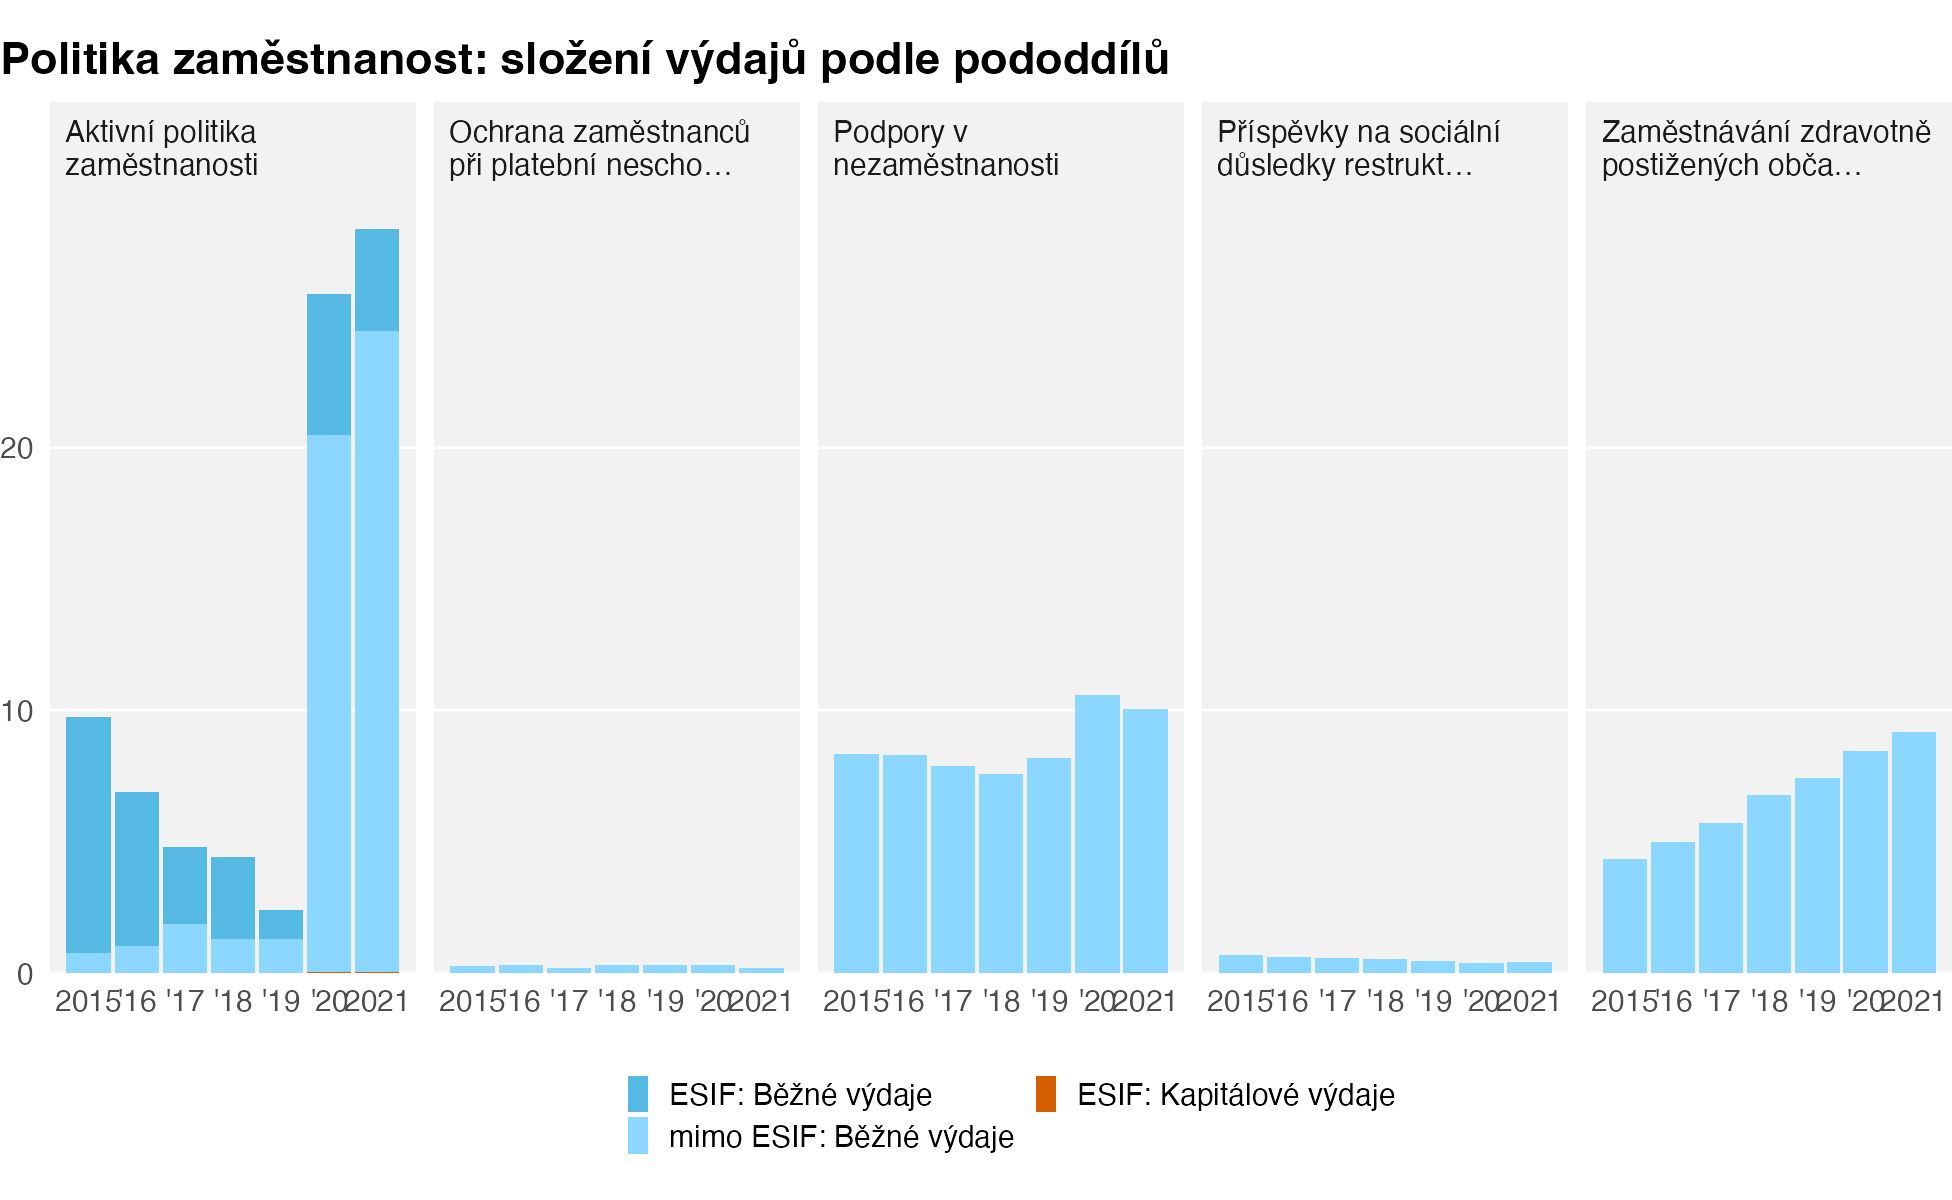 Politika zaměstnanost: složení výdajů podle pododdílů
Aktivní politika
zaměstnanosti
Ochrana zaměstnanců
při platební nescho…
Podpory v
nezaměstnanosti
Příspěvky na sociální
důsledky restrukt…
Zaměstnávání zdravotně
postižených obča…
20
10
0
2015 '16 '17 '18 '19 '20 2021
2015 '16 '17 '18 '19 '20 2021
2015 '16 '17 '18 '19 '20 2021
2015 '16 '17 '18 '19 '20 2021
2015 '16 '17 '18 '19 '20 2021
ESIF: Běžné výdaje
mimo ESIF: Běžné výdaje
ESIF: Kapitálové výdaje